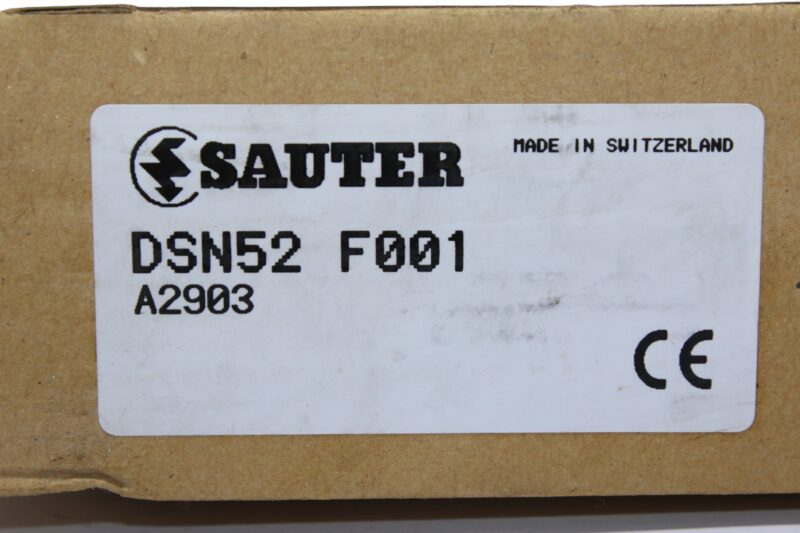 SAUTER
MADE IN SWITZERLAND
DSN52 F001
A2903
CE